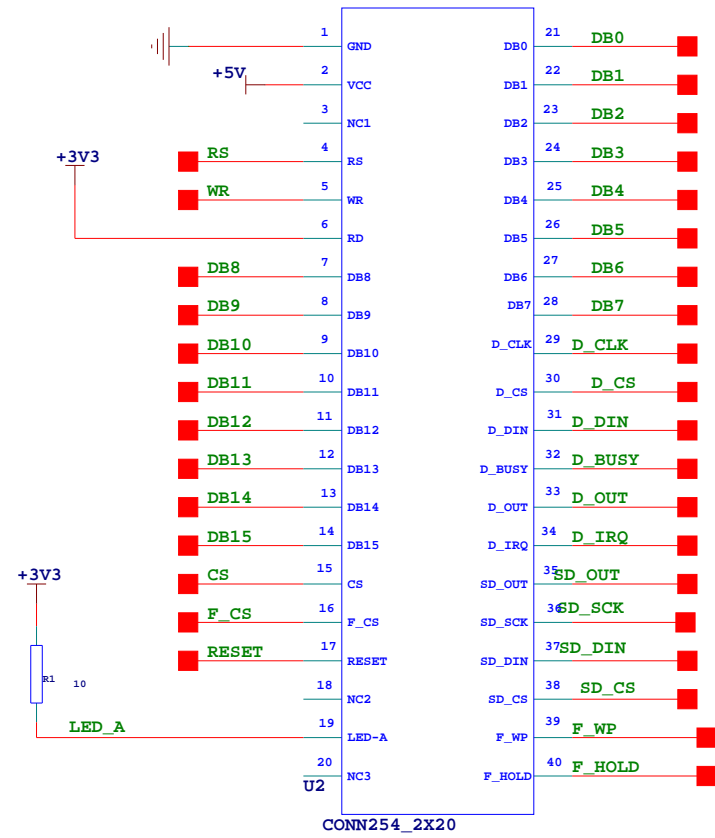 1 GND DB0 21 DB0
+5V 2 VCC DB1 22 DB1
3 NC1 DB2 23 DB2
+3V3 RS 4 RS DB3 24 DB3
WR 5 WR DB4 25 DB4
6 RD DB5 26 DB5
DB8 7 DB8 DB6 27 DB6
DB9 8 DB9 DB7 28 DB7
DB10 9 DB10 D_CLK 29 D_CLK
DB11 10 DB11 D_CS 30 D_CS
DB12 11 DB12 D_DIN 31 D_DIN
DB13 12 DB13 D_BUSY 32 D_BUSY
DB14 13 DB14 D_OUT 33 D_OUT
DB15 14 DB15 D_IRQ 34 D_IRQ
+3V3 CS 15 CS SD_OUT 35 SD_OUT
F_CS 16 F_CS SD_SCK 36 SD_SCK
RESET 17 RESET SD_DIN 37 SD_DIN
R1 10 18 NC2 SD_CS 38 SD_CS
LED_A 19 LED-A F_WP 39 F_WP
20 NC3 F_HOLD 40 F_HOLD
U2
CONN254_2X20